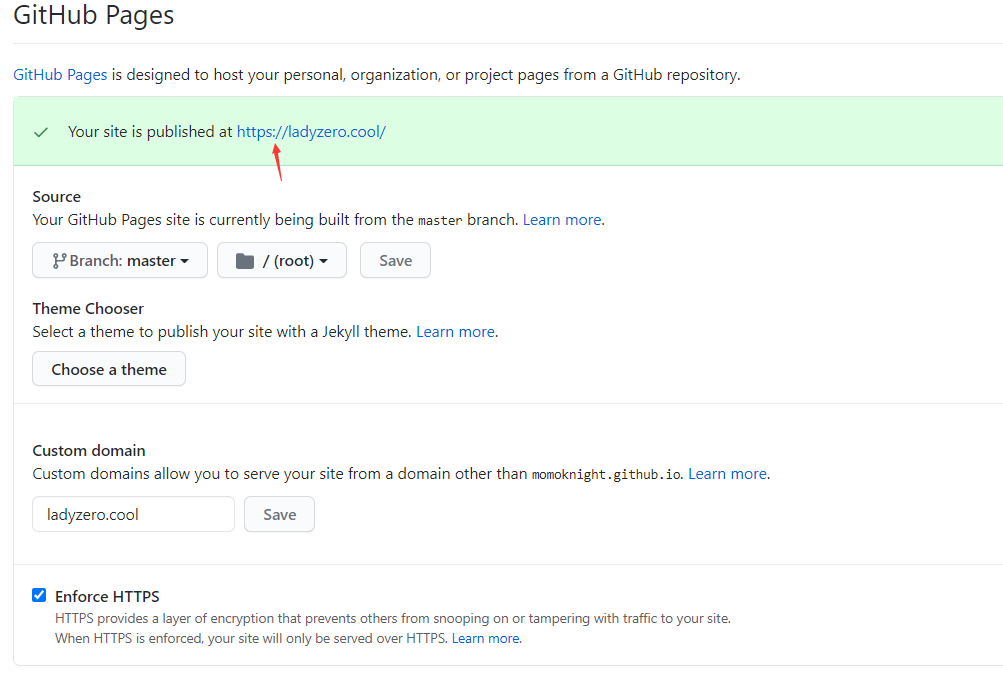 GitHub Pages
GitHub Pages is designed to host your personal, organization, or project pages from a GitHub repository.
Your site is published at https://ladyzero.cool/
Source
Your GitHub Pages site is currently being built from the master branch. Learn more.
Branch: master / (root) Save
Theme Chooser
Select a theme to publish your site with a Jekyll theme. Learn more.
Choose a theme
Custom domain
Custom domains allow you to serve your site from a domain other than momoknight.github.io. Learn more.
ladyzero.cool Save
Enforce HTTPS
HTTPS provides a layer of encryption that prevents others from snooping on or tampering with traffic to your site.
When HTTPS is enforced, your site will only be served over HTTPS. Learn more.